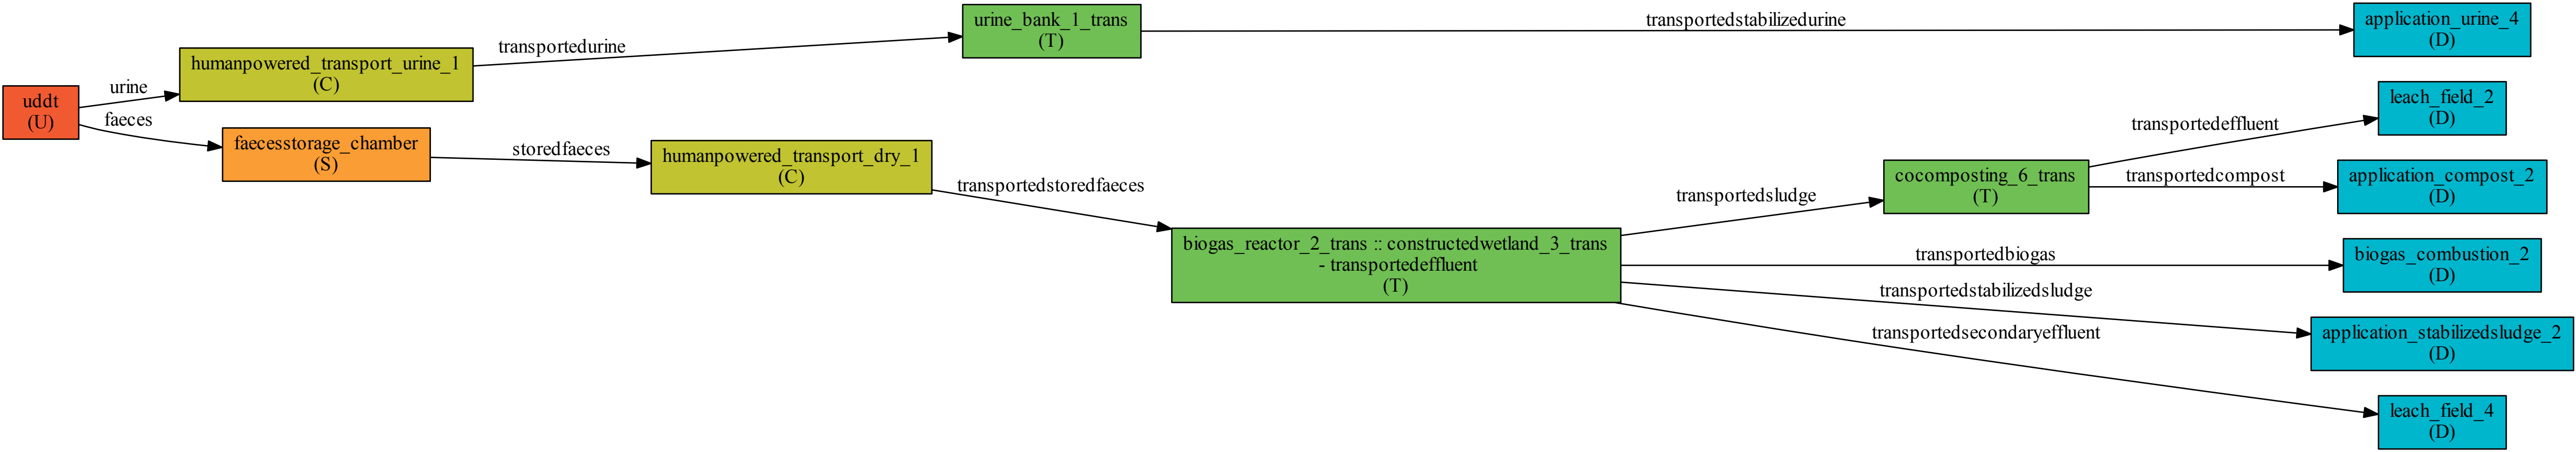 uddt
(U)
urine
faeces
humanpowered_transport_urine_1
(C)
faecesstorage_chamber
(S)
transportedurine
storedfaeces
humanpowered_transport_dry_1
(C)
urine_bank_1_trans
(T)
transportedstoredfaeces
biogas_reactor_2_trans :: constructedwetland_3_trans
- transportedeffluent
(T)
transportedstabilizedurine
transportedsludge
transportedbiogas
transportedstabilizedsludge
transportedsecondaryeffluent
cocomposting_6_trans
(T)
transportedeffluent
transportedcompost
application_urine_4
(D)
leach_field_2
(D)
application_compost_2
(D)
biogas_combustion_2
(D)
application_stabilizedsludge_2
(D)
leach_field_4
(D)